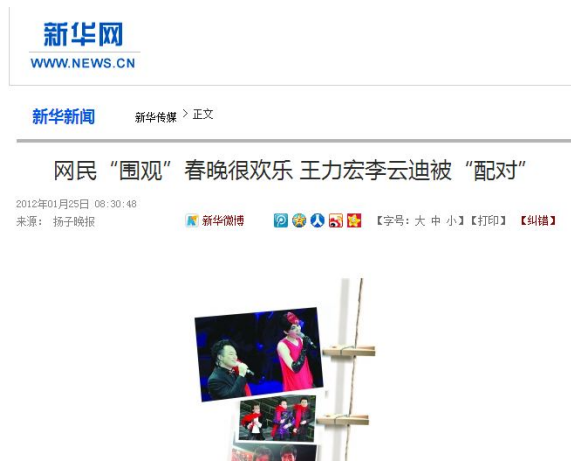 新华网
WWW.NEWS.CN
新华新闻 新华传媒 > 正文
网民“围观”春晚很欢乐 王力宏李云迪被“配对”
2012年01月25日 08:30:48
来源： 扬子晚报 新华微博 【字号：大 中 小】【打印】 【纠错】